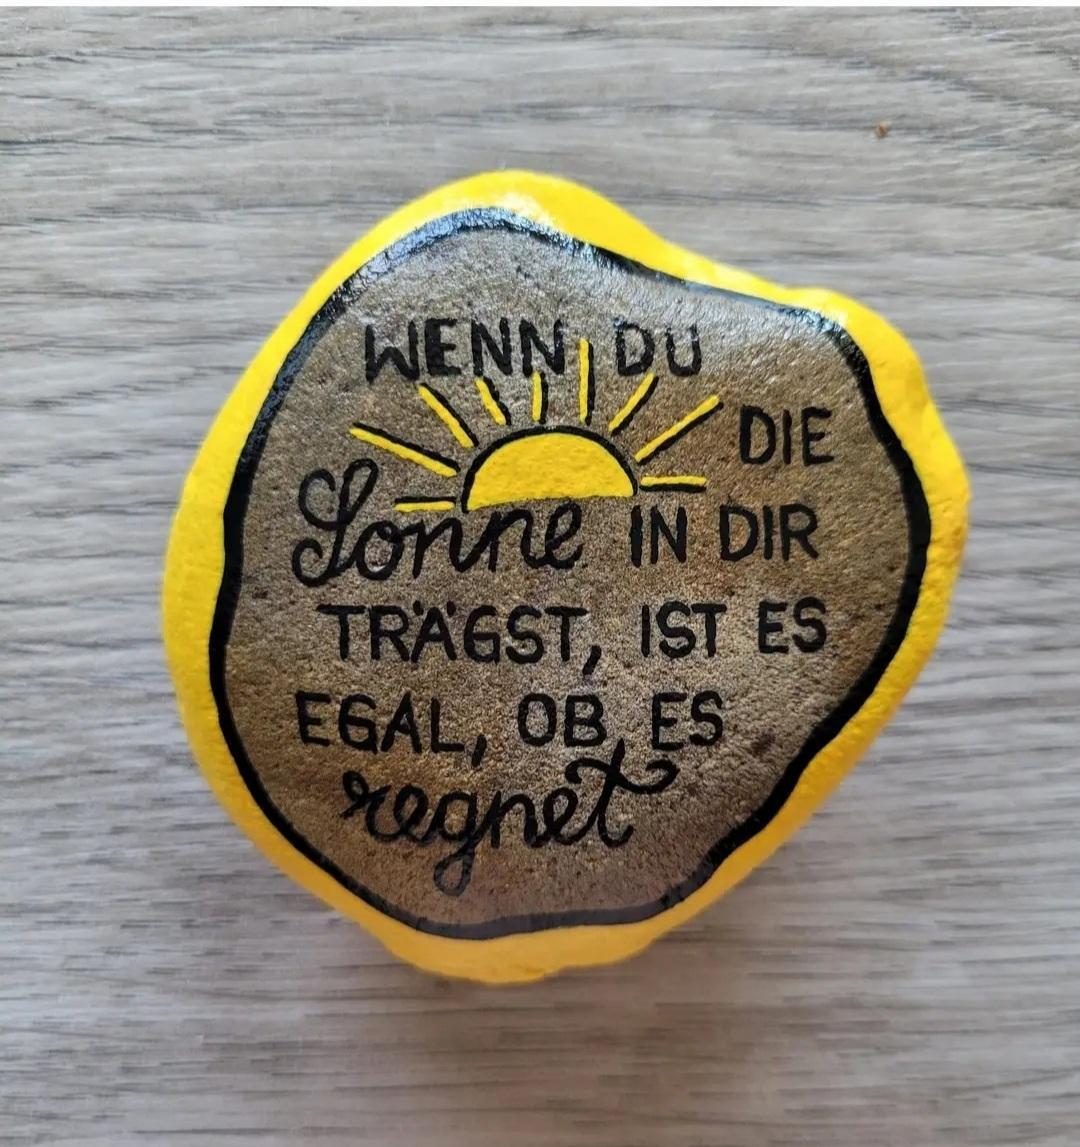 WENN DU
DIE
Sonne IN DIR
TRÄGST, IST ES
EGAL, OB, ES
regnet